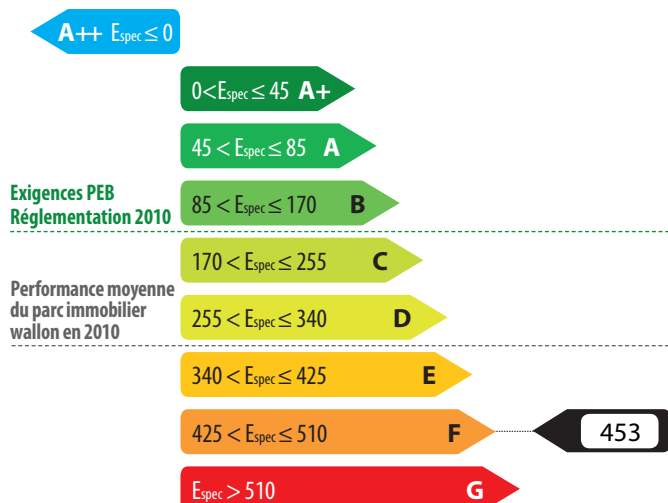 A++ Espec ≤ 0
0<Espec ≤ 45 A+
45 < Espec ≤ 85 A
Exigences PEB
Réglementation 2010
85 < Espec ≤ 170 B
170 < Espec ≤ 255 C
Performance moyenne
du parc immobilier
wallon en 2010
255 < Espec ≤ 340 D
340 < Espec ≤ 425 E
425 < Espec ≤ 510 F
453
Espec > 510 G